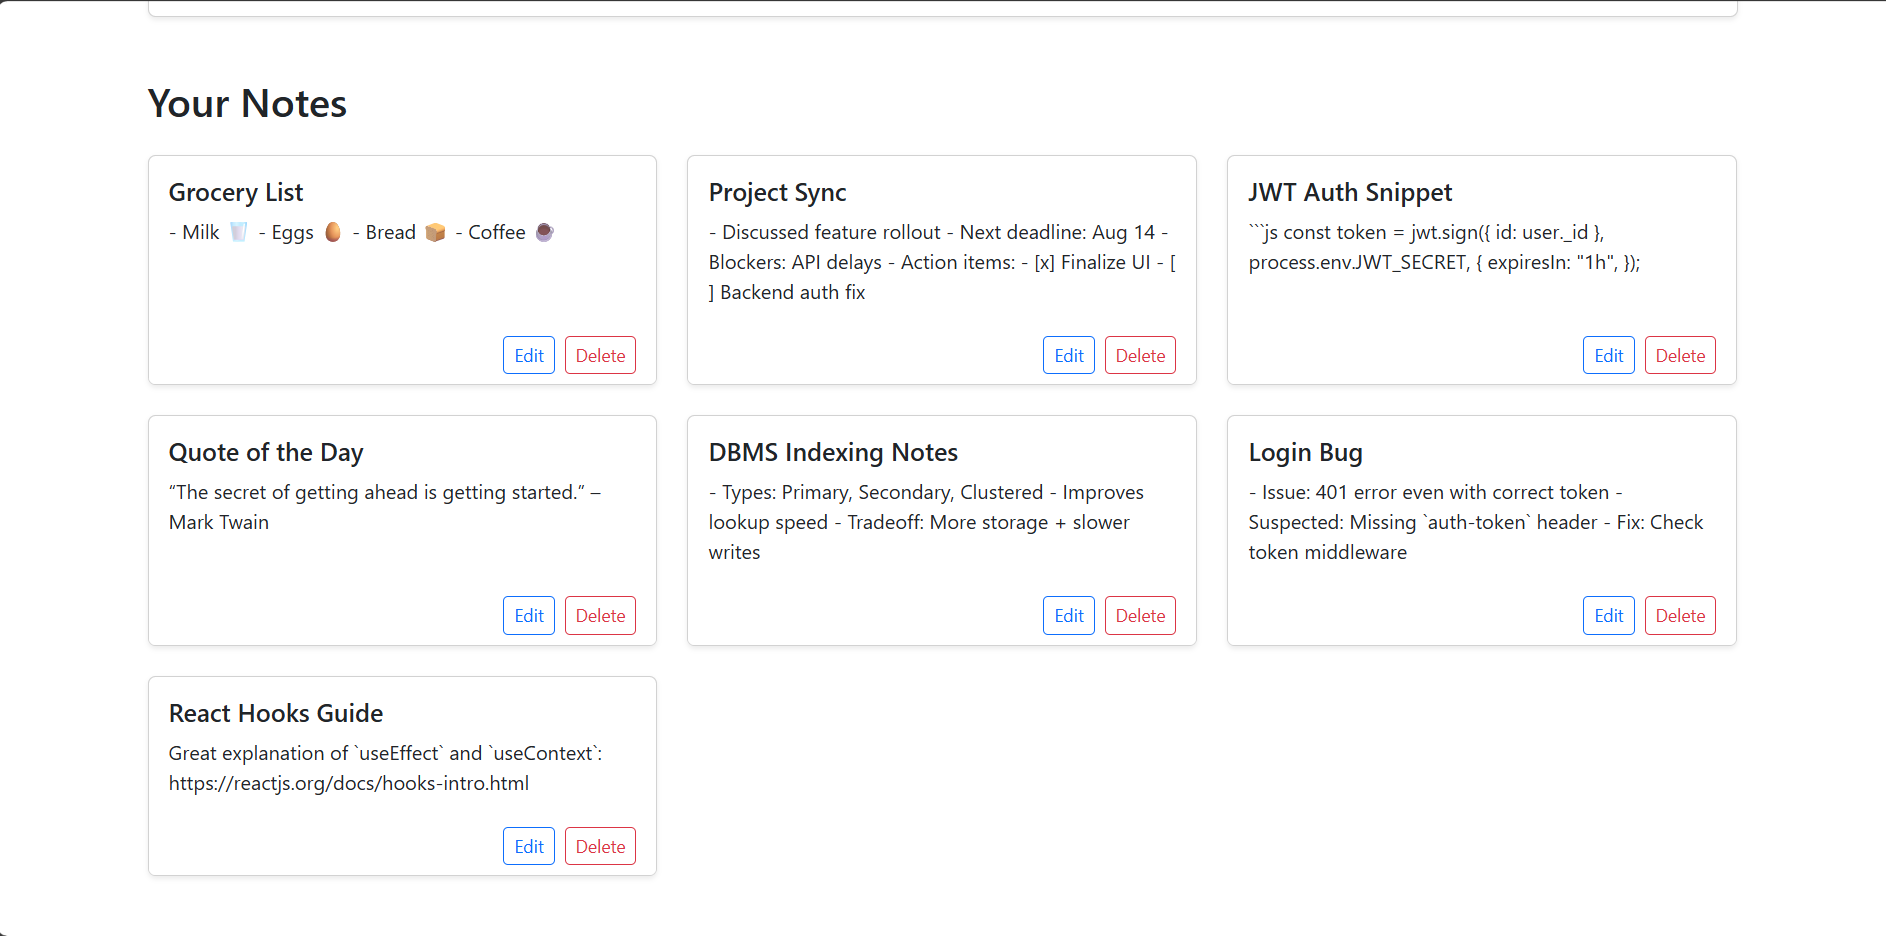 Your Notes
Grocery List
- Milk 🥛 - Eggs 🥚 - Bread 🍞 - Coffee ☕
Edit
Delete
Project Sync
- Discussed feature rollout - Next deadline: Aug 14 -
Blockers: API delays - Action items: - [x] Finalize UI - [
] Backend auth fix
Edit
Delete
JWT Auth Snippet
```js const token = jwt.sign({ id: user._id },
process.env.JWT_SECRET, { expiresIn: "1h", });
Edit
Delete
Quote of the Day
“The secret of getting ahead is getting started.” –
Mark Twain
Edit
Delete
DBMS Indexing Notes
- Types: Primary, Secondary, Clustered - Improves
lookup speed - Tradeoff: More storage + slower
writes
Edit
Delete
Login Bug
- Issue: 401 error even with correct token -
Suspected: Missing `auth-token` header - Fix: Check
token middleware
Edit
Delete
React Hooks Guide
Great explanation of `useEffect` and `useContext`:
https://reactjs.org/docs/hooks-intro.html
Edit
Delete